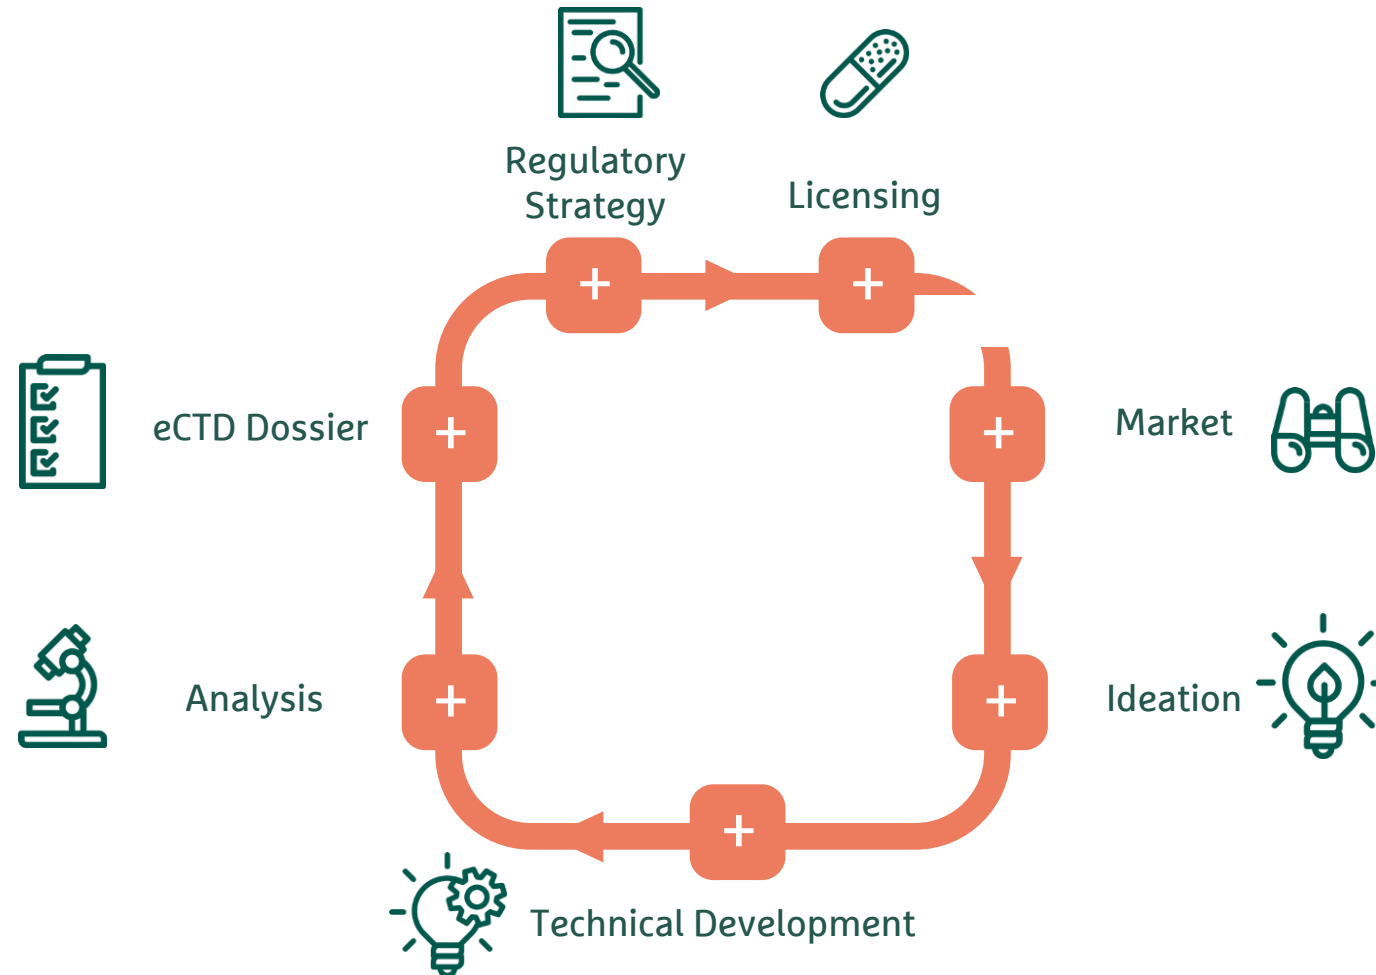 Regulatory
Strategy
Licensing
eCTD Dossier
Market
Analysis
Ideation
Technical Development